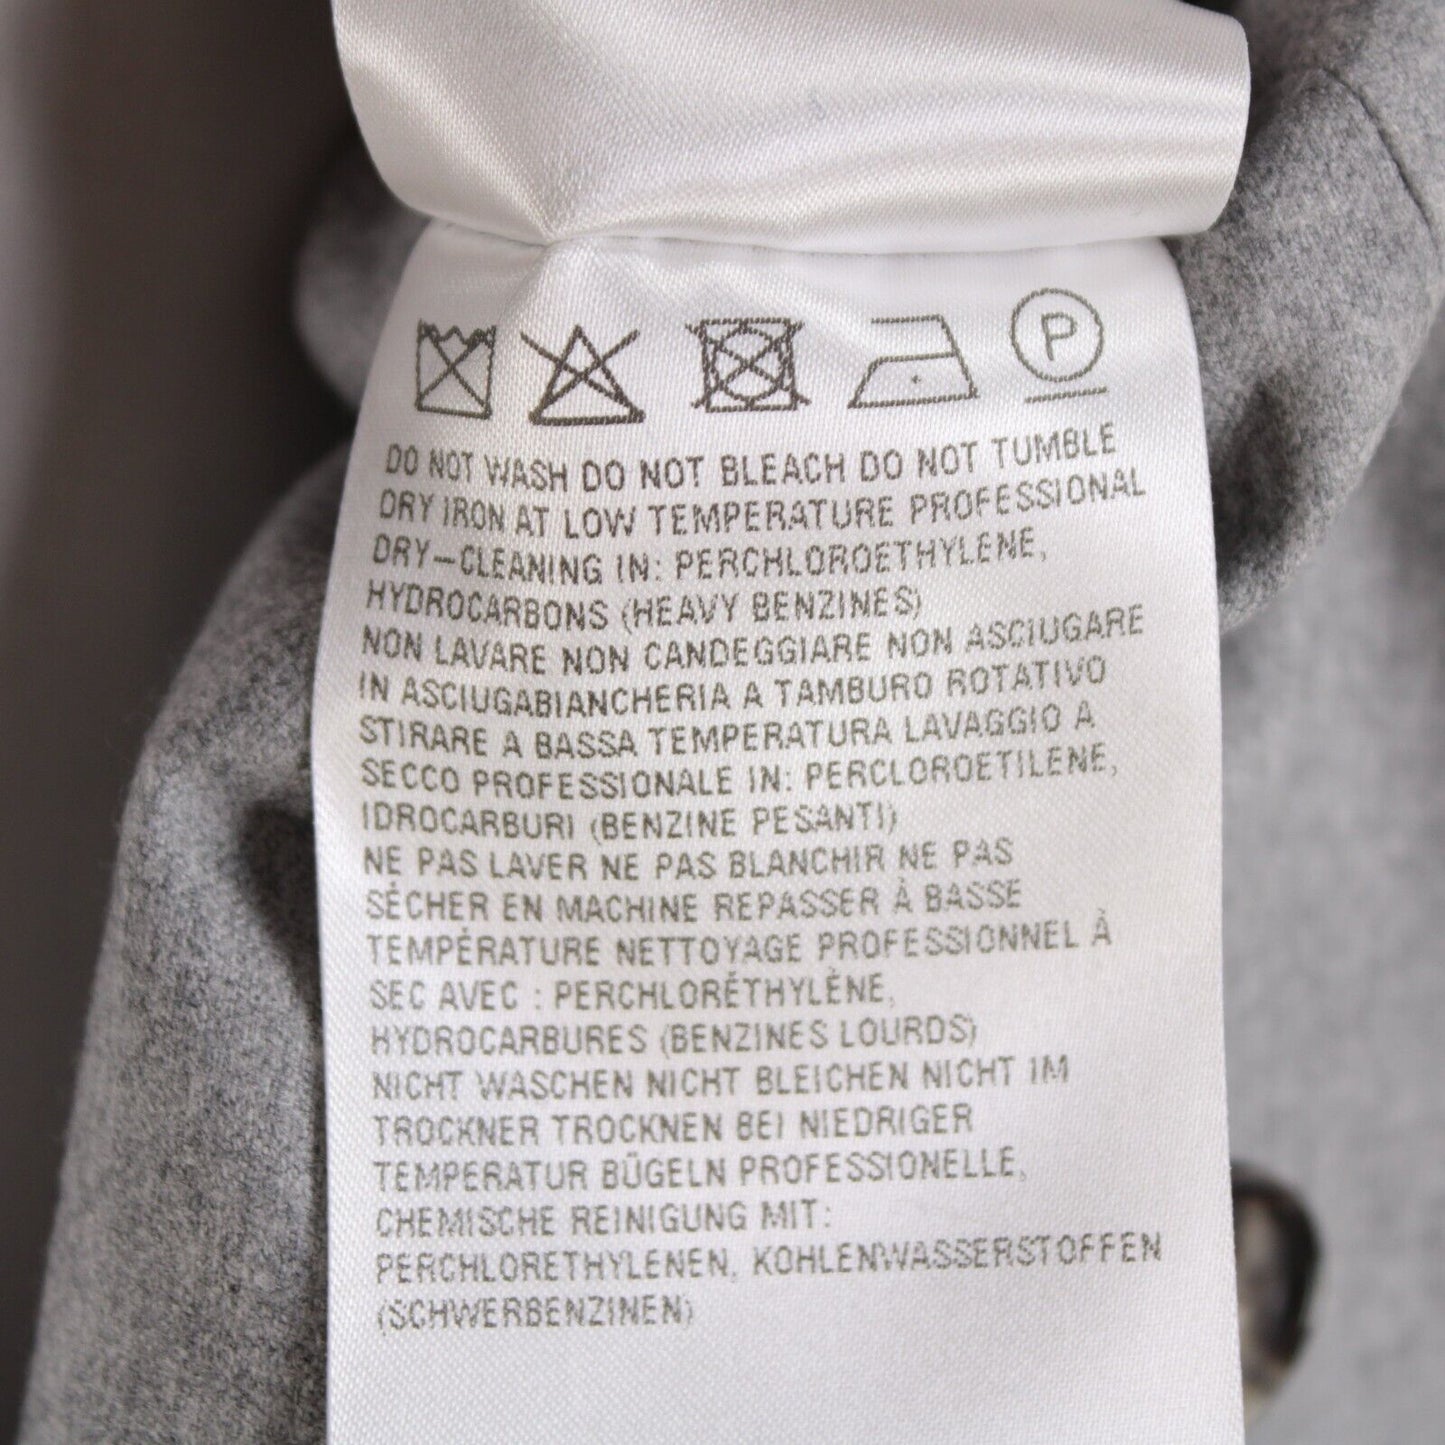 P
DO NOT WASH DO NOT BLEACH DO NOT TUMBLE
DRY IRON AT LOW TEMPERATURE PROFESSIONAL
DRY-CLEANING IN: PERCHLOROETHYLENE,
HYDROCARBONS (HEAVY BENZINES)
NON LAVARE NON CANDEGGIARE NON ASCIUGARE
IN ASCIUGABIANCHERIA A TAMBURO ROTATIVO
STIRARE A BASSA TEMPERATURA LAVAGGIO A
SECCO PROFESSIONALE IN: PERCLOROETILENE,
IDROCARBURI (BENZINE PESANTI)
NE PAS LAVER NE PAS BLANCHIR NE PAS
SÉCHER EN MACHINE REPASSER À BASSE
TEMPÉRATURE NETTOYAGE PROFESSIONNEL À
SEC AVEC : PERCHLORÉTHYLÈNE,
HYDROCARBURES (BENZINES LOURDS)
NICHT WASCHEN NICHT BLEICHEN NICHT IM
TROCKNER TROCKNEN BEI NIEDRIGER
TEMPERATUR BÜGELN PROFESSIONELLE,
CHEMISCHE REINIGUNG MIT:
PERCHLORETHYLENEN, KOHLENWASSERSTOFFEN
(SCHWERBENZINEN)